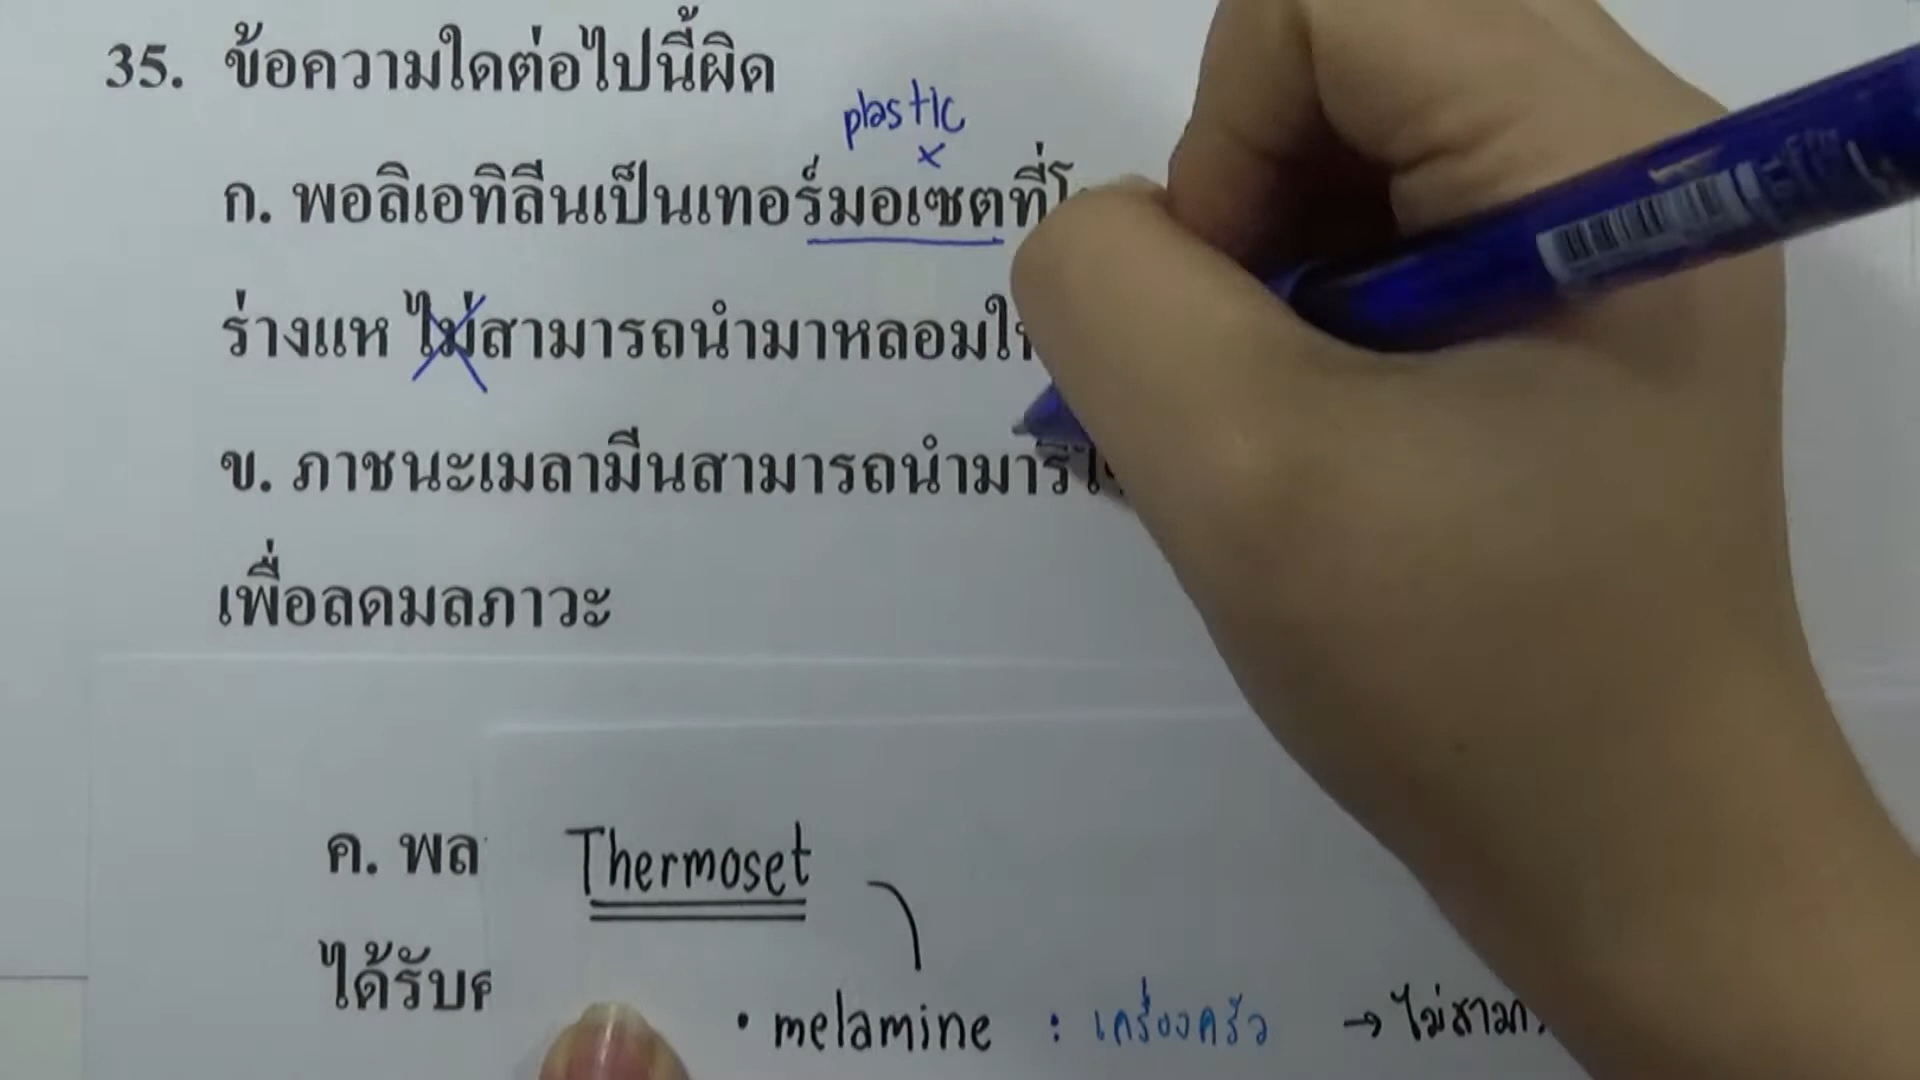 35. ข้อความใดต่อไปนี้ผิด
plastic
×
ก. พอลิเอทิลีนเป็นเทอร์มอเซตที่
ร่างแห ไม่สามารถนำมาหลอม
ข. ภาชนะเมลามีนสามารถนำมา
เพื่อลดมลภาวะ
ค. พล
Thermoset
ได้รับ
• melamine : เครื่องครัว → ไม่สามา